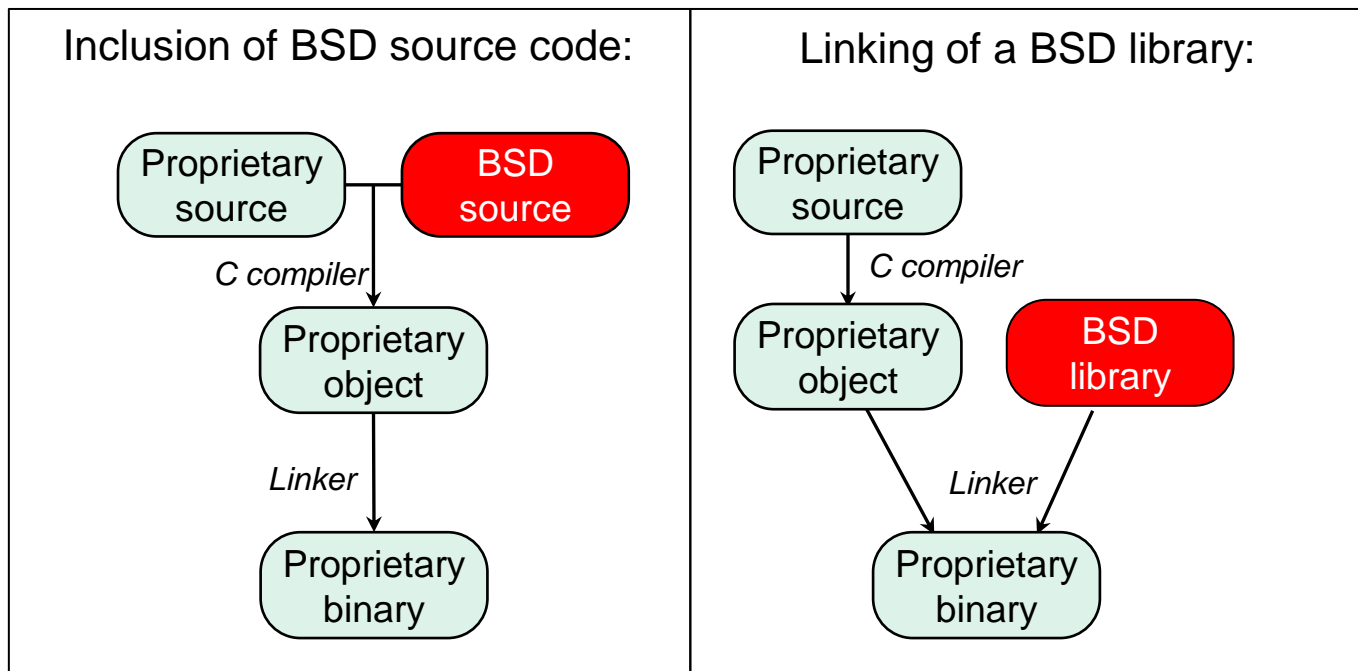 Inclusion of BSD source code:
Proprietary
source
BSD
source
C compiler
Proprietary
object
Linker
Proprietary
binary
Linking of a BSD library:
Proprietary
source
C compiler
Proprietary
object
BSD
library
Linker
Proprietary
binary